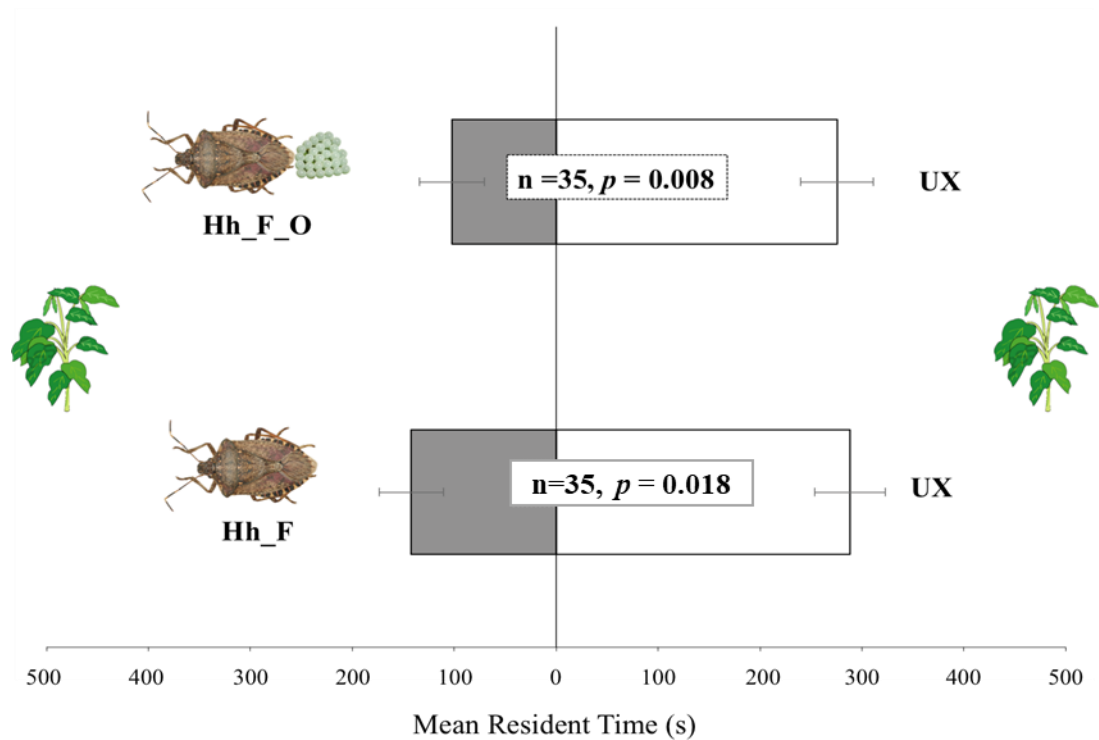 n =35, p = 0.008
UX
Hh_F_O
n=35, p = 0.018
UX
Hh_F
500 400 300 200 100 0 100 200 300 400 500
Mean Resident Time (s)